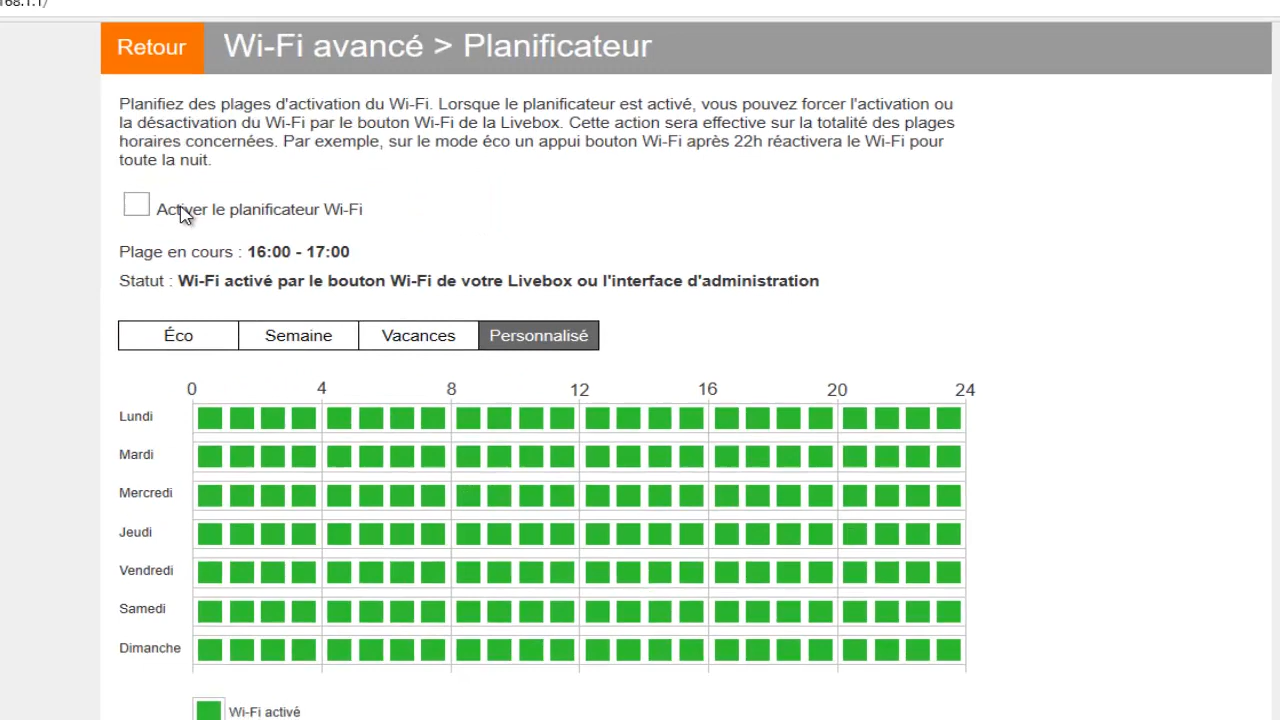 168.1.1/
Retour
Wi-Fi avancé > Planificateur
Planifiez des plages d'activation du Wi-Fi. Lorsque le planificateur est activé, vous pouvez forcer l'activation ou
la désactivation du Wi-Fi par le bouton Wi-Fi de la Livebox. Cette action sera effective sur la totalité des plages
horaires concernées. Par exemple, sur le mode éco un appui bouton Wi-Fi après 22h réactivera le Wi-Fi pour
toute la nuit.
Activer le planificateur Wi-Fi
Plage en cours : 16:00 - 17:00
Statut : Wi-Fi activé par le bouton Wi-Fi de votre Livebox ou l'interface d'administration
Éco Semaine Vacances Personnalisé
0 4 8 12 16 20 24
Lundi
Mardi
Mercredi
Jeudi
Vendredi
Samedi
Dimanche
Wi-Fi activé